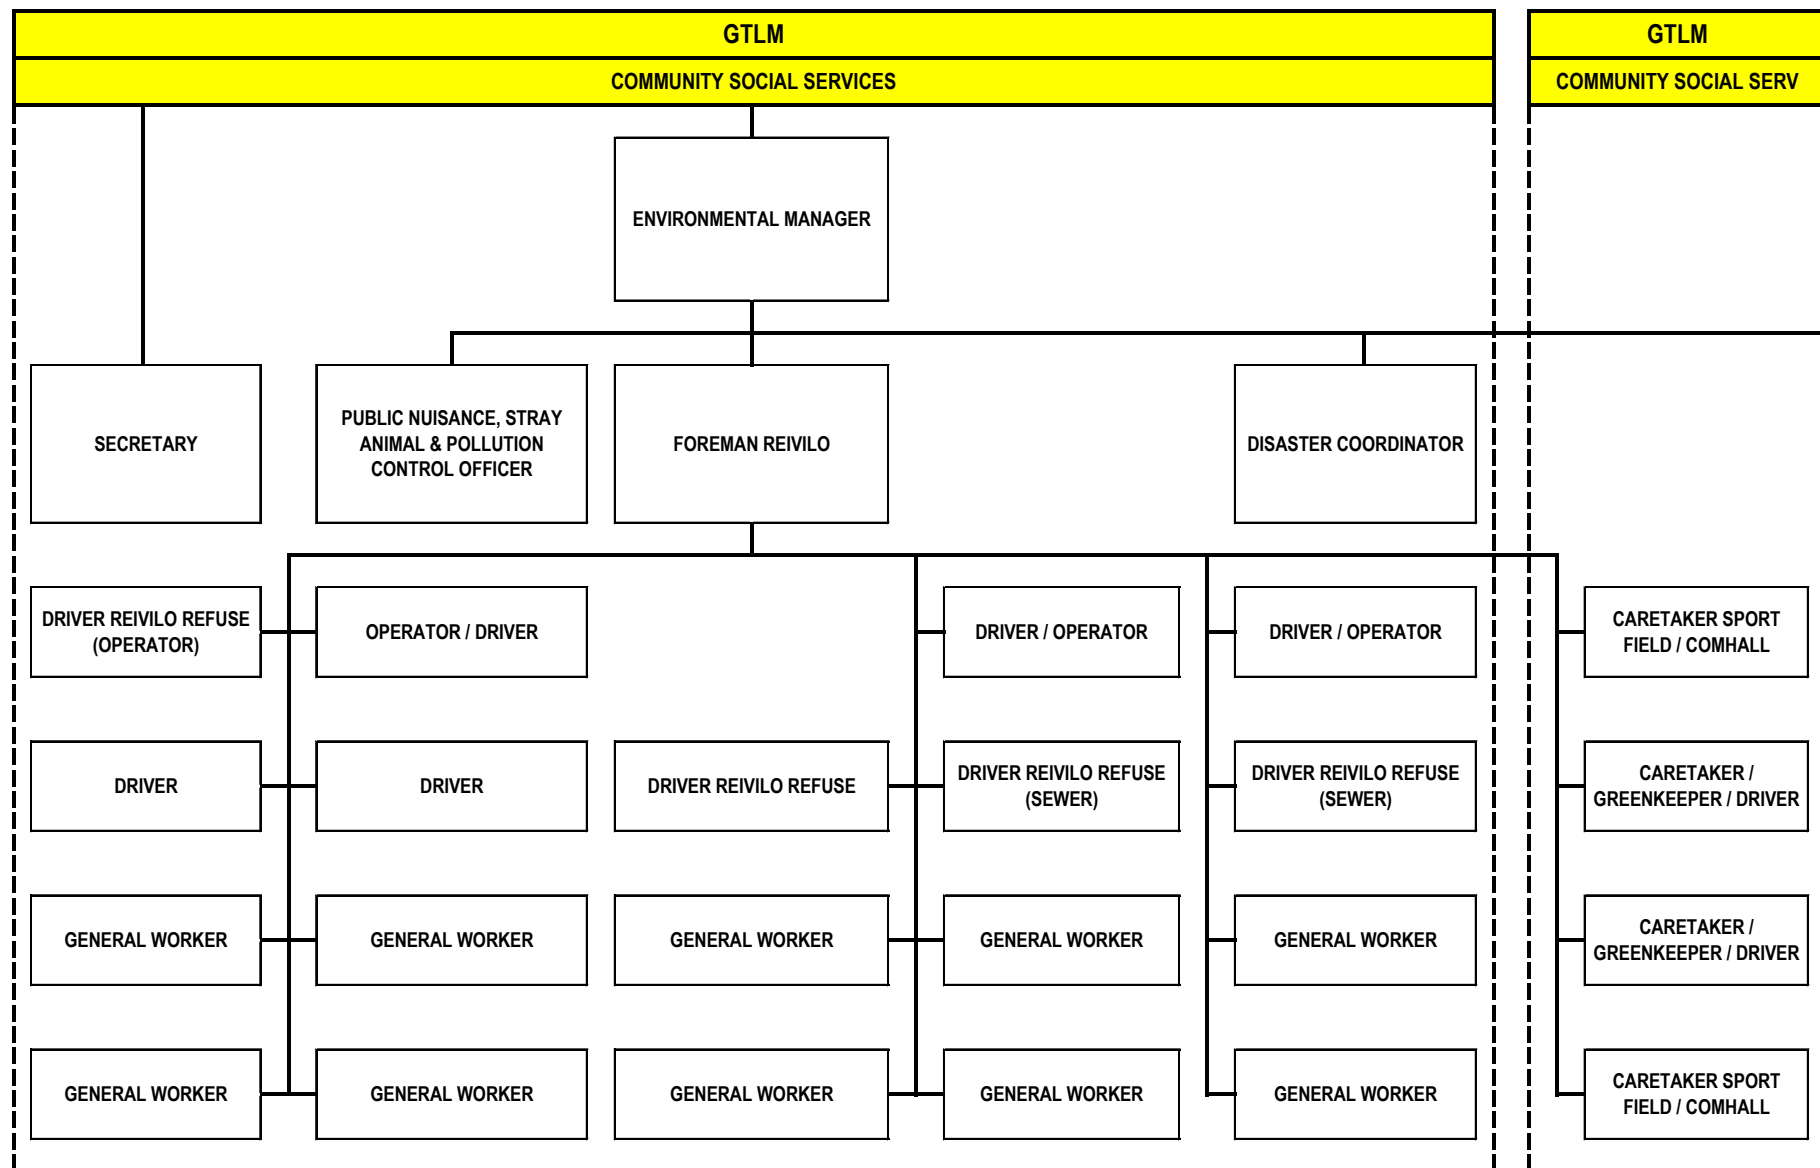 GTLM
GTLM
COMMUNITY SOCIAL SERVICES
COMMUNITY SOCIAL SERV
ENVIRONMENTAL MANAGER
SECRETARY
PUBLIC NUISANCE, STRAY
ANIMAL & POLLUTION
CONTROL OFFICER
FOREMAN REIVILO
DISASTER COORDINATOR
DRIVER REIVILO REFUSE
(OPERATOR)
OPERATOR / DRIVER
DRIVER / OPERATOR
DRIVER / OPERATOR
CARETAKER SPORT
FIELD / COMHALL
DRIVER
DRIVER
DRIVER REIVILO REFUSE
DRIVER REIVILO REFUSE
(SEWER)
DRIVER REIVILO REFUSE
(SEWER)
CARETAKER /
GREENKEEPER / DRIVER
GENERAL WORKER
GENERAL WORKER
GENERAL WORKER
GENERAL WORKER
GENERAL WORKER
CARETAKER /
GREENKEEPER / DRIVER
GENERAL WORKER
GENERAL WORKER
GENERAL WORKER
GENERAL WORKER
GENERAL WORKER
CARETAKER SPORT
FIELD / COMHALL